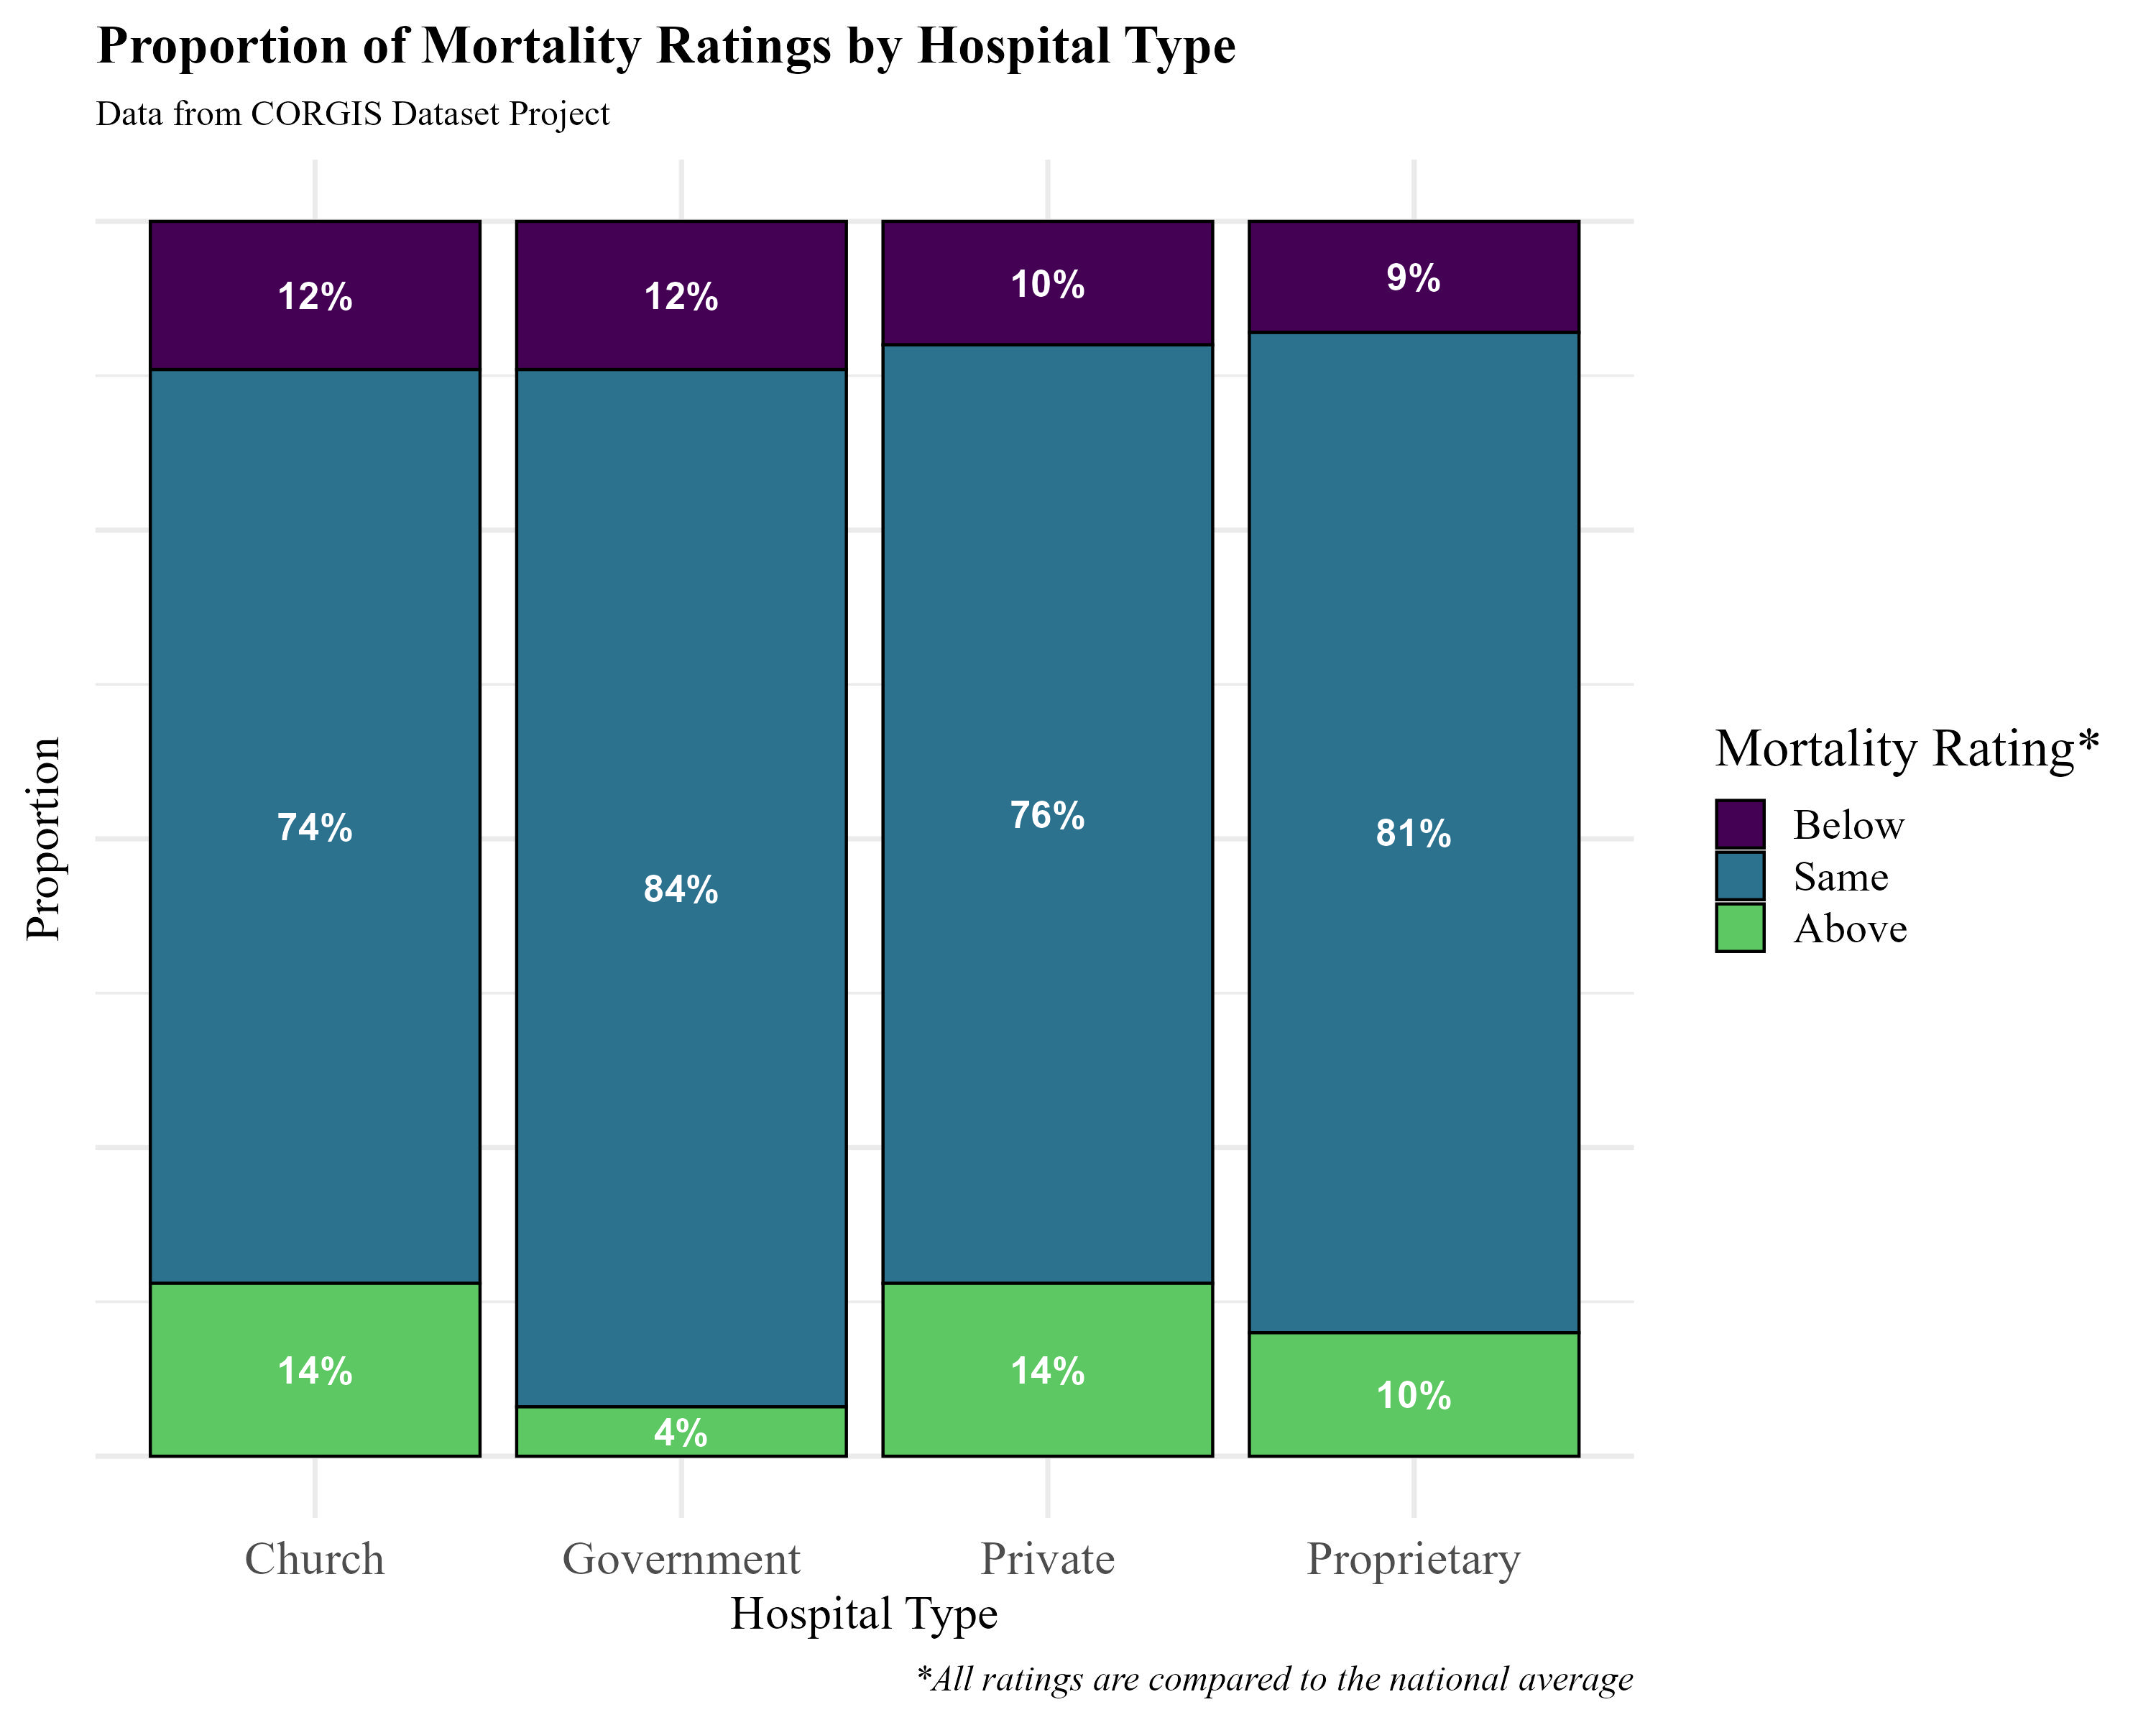 Proportion of Mortality Ratings by Hospital Type
Data from CORGIS Dataset Project
Proportion
12%
12%
10%
9%
74%
84%
76%
81%
14%
4%
14%
10%
Church
Government
Private
Proprietary
Hospital Type
Mortality Rating*
Below
Same
Above
*All ratings are compared to the national average